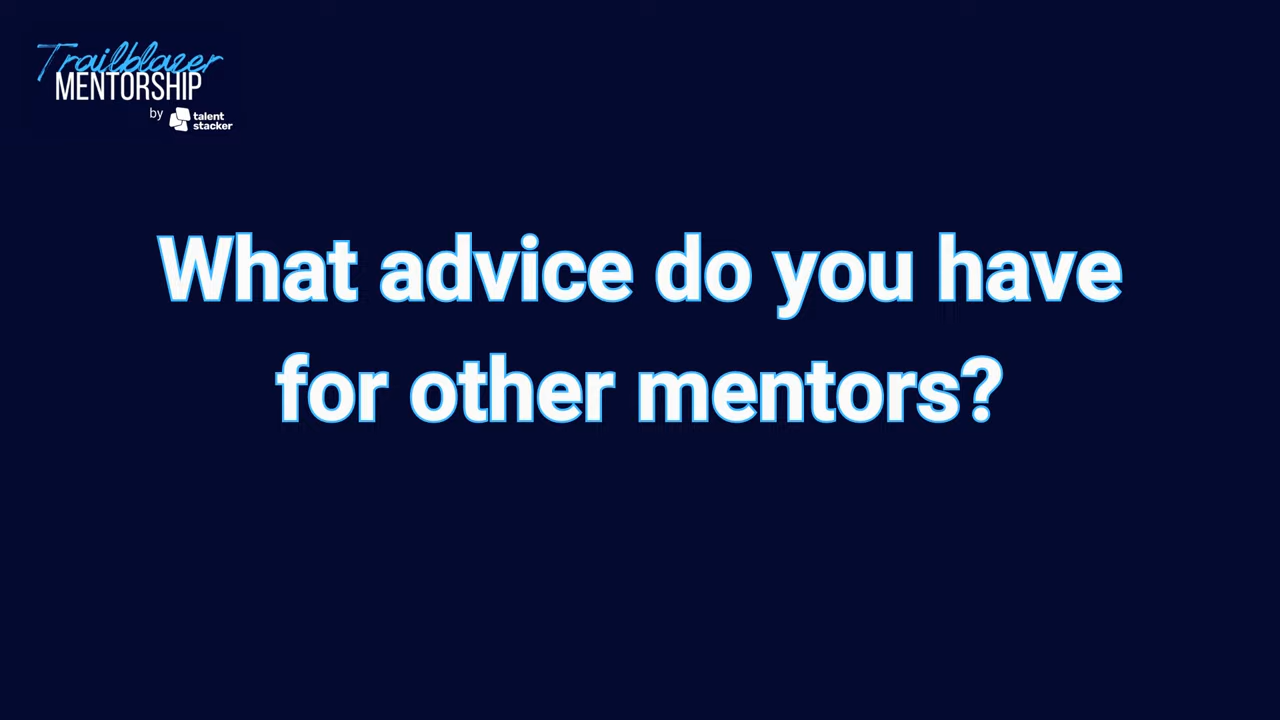 Trailblazer
MENTORSHIP
by talent
stacker
What advice do you have
for other mentors?